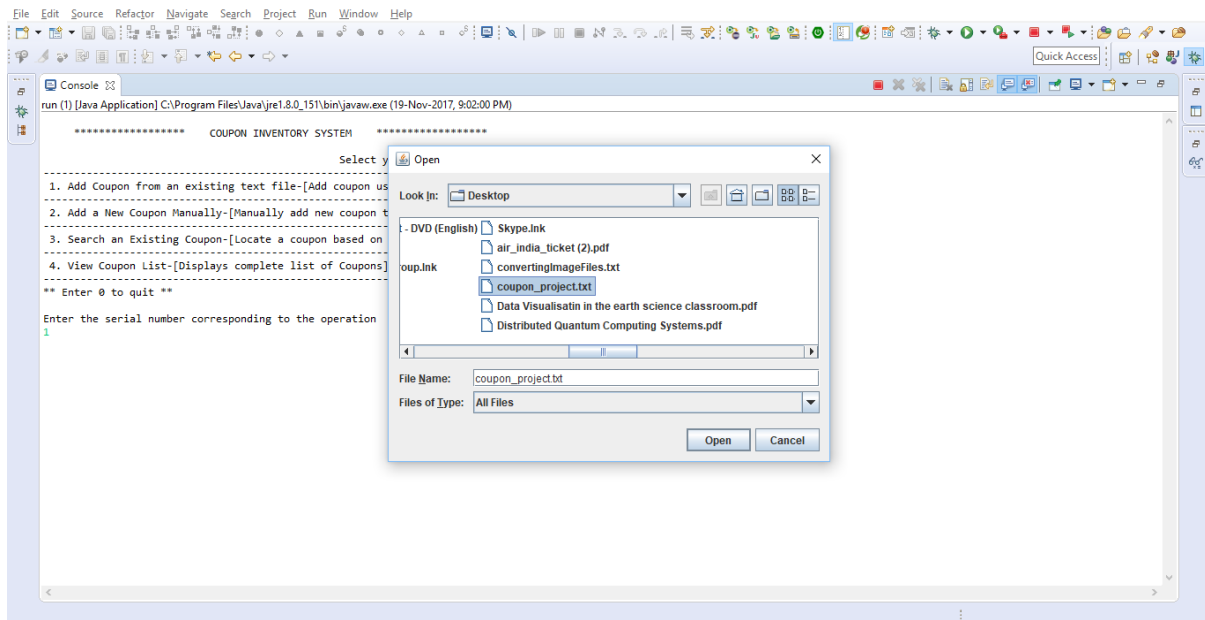 File Edit Source Refactor Navigate Search Project Run Window Help
Quick Access
Console
run (1) [Java Application] C:\Program Files\Java\jre1.8.0_151\bin\javaw.exe (19-Nov-2017, 9:02:00 PM)
****************** COUPON INVENTORY SYSTEM ******************
Select y
1. Add Coupon from an existing text file-[Add coupon us
2. Add a New Coupon Manually-[Manually add new coupon t
3. Search an Existing Coupon-[Locate a coupon based on
4. View Coupon List-[Displays complete list of Coupons]
** Enter 0 to quit **
Enter the serial number corresponding to the operation
1
Open
Look In: Desktop
t - DVD (English) Skype.lnk
air_india_ticket (2).pdf
roup.lnk convertingImageFiles.txt
coupon_project.txt
Data Visualisatin in the earth science classroom.pdf
Distributed Quantum Computing Systems.pdf
File Name: coupon_project.txt
Files of Type: All Files
Open Cancel